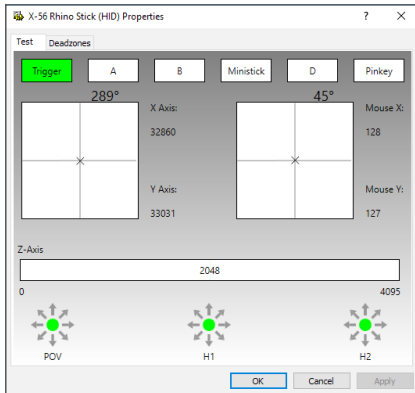 X-56 Rhino Stick (HID) Properties
? X
Test Deadzones
Trigger A B Ministick D Pinkey
289° 45°
X Axis: Mouse X:
32860 128
Y Axis: Mouse Y:
33031 127
Z-Axis
2048
0 4095
POV H1 H2
OK Cancel Apply